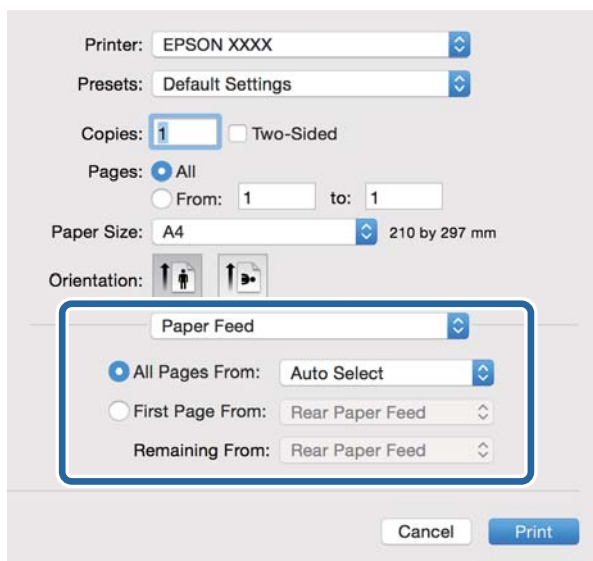 Printer: EPSON XXXX
Presets: Default Settings
Copies: 1 Two-Sided
Pages: All
From: 1 to: 1
Paper Size: A4 210 by 297 mm
Orientation:
Paper Feed
All Pages From: Auto Select
First Page From: Rear Paper Feed
Remaining From: Rear Paper Feed
Cancel Print